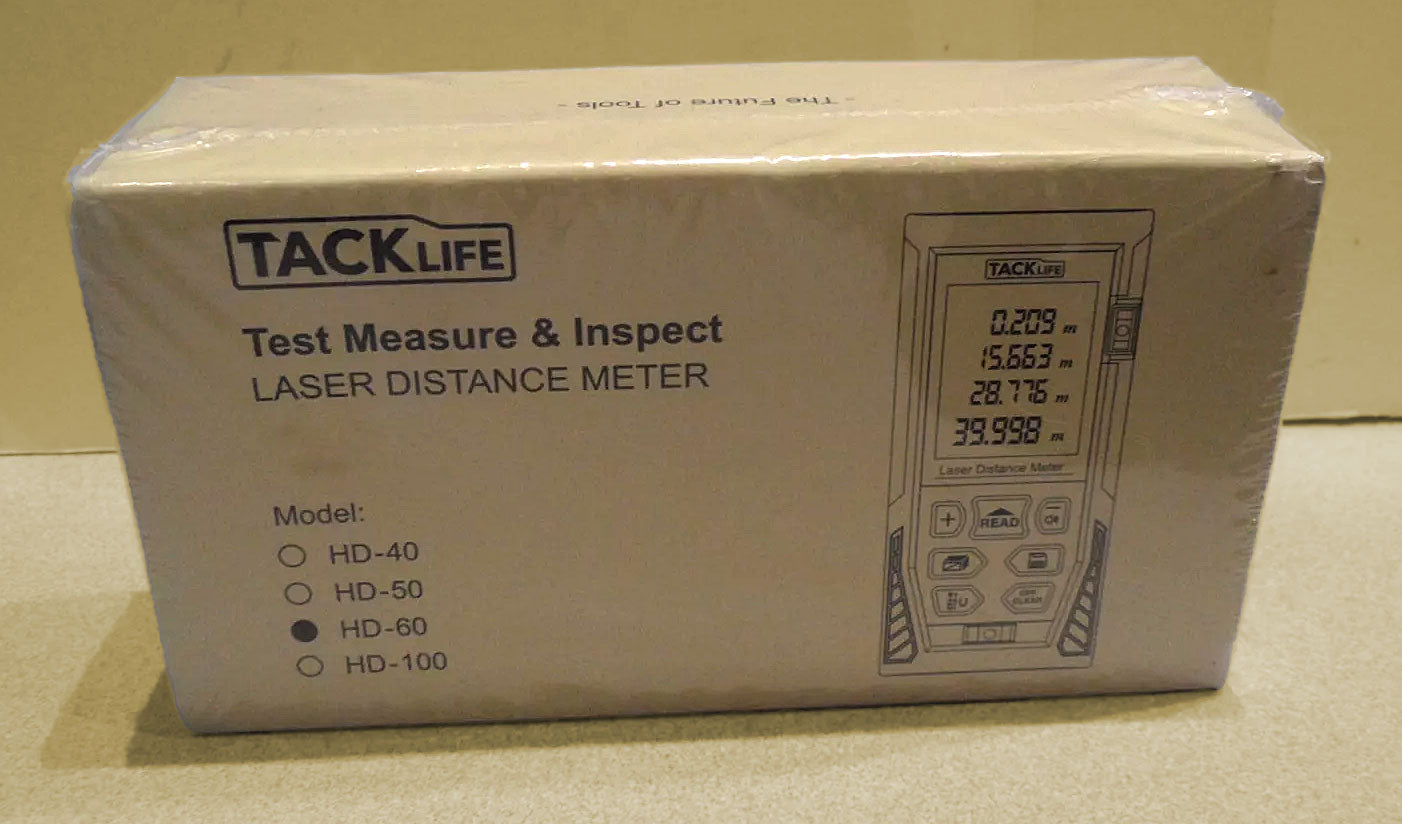 - The Future of Tools -
TACKLIFE
Test Measure & Inspect
LASER DISTANCE METER
Model:
HD-40
HD-50
HD-60
HD-100
TACKLIFE
0.209 m
15.663 m
28.776 m
39.998 m
Laser Distance Meter
+ READ
U
CLEAR